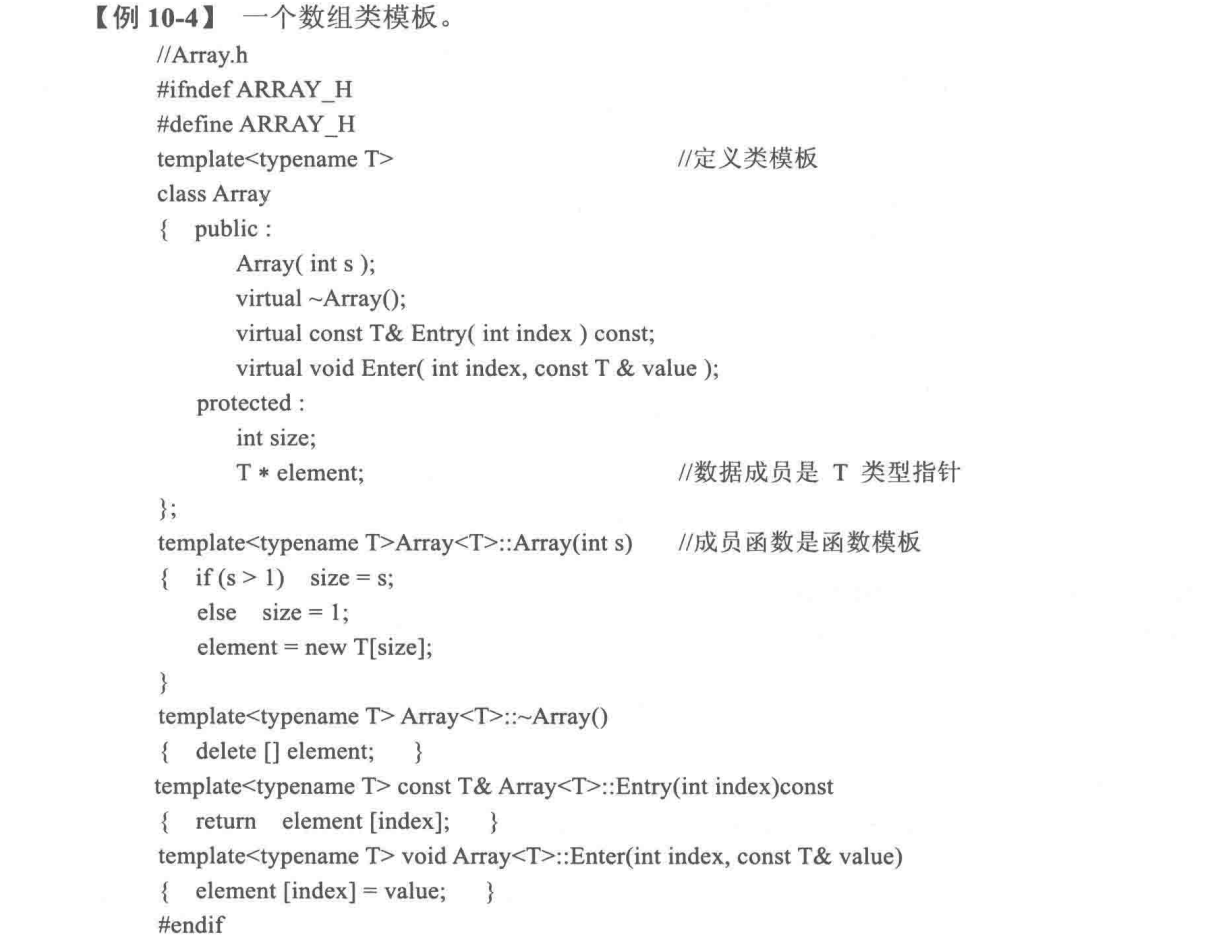 【例 10-4】 一个数组类模板。
//Array.h
#ifndef ARRAY_H
#define ARRAY_H
template<typename T> //定义类模板
class Array
{ public :
Array( int s );
virtual ~Array();
virtual const T& Entry( int index ) const;
virtual void Enter( int index, const T & value );
protected :
int size;
T * element; //数据成员是 T 类型指针
};
template<typename T>Array<T>::Array(int s) //成员函数是函数模板
{ if (s > 1) size = s;
else size = 1;
element = new T[size];
}
template<typename T> Array<T>::~Array()
{ delete [] element; }
template<typename T> const T& Array<T>::Entry(int index)const
{ return element [index]; }
template<typename T> void Array<T>::Enter(int index, const T& value)
{ element [index] = value; }
#endif